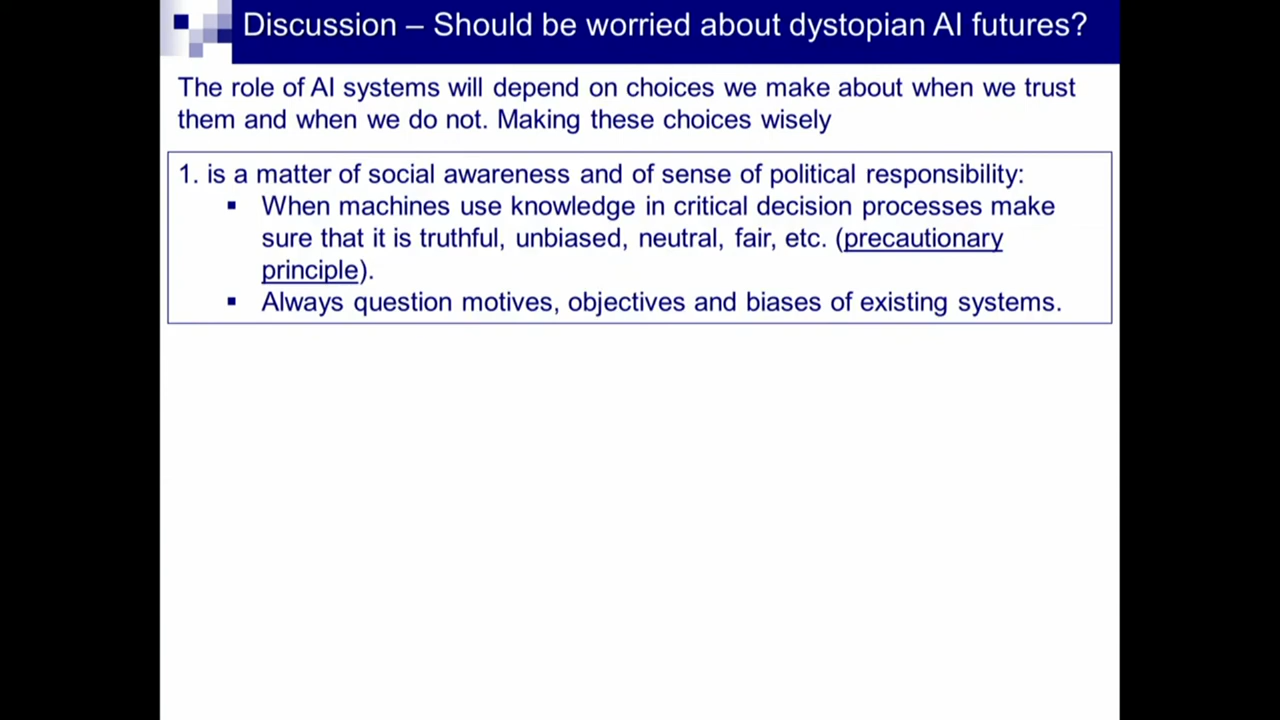 Discussion – Should be worried about dystopian AI futures?
The role of AI systems will depend on choices we make about when we trust
them and when we do not. Making these choices wisely
1. is a matter of social awareness and of sense of political responsibility:
▪ When machines use knowledge in critical decision processes make
sure that it is truthful, unbiased, neutral, fair, etc. (precautionary
principle).
▪ Always question motives, objectives and biases of existing systems.